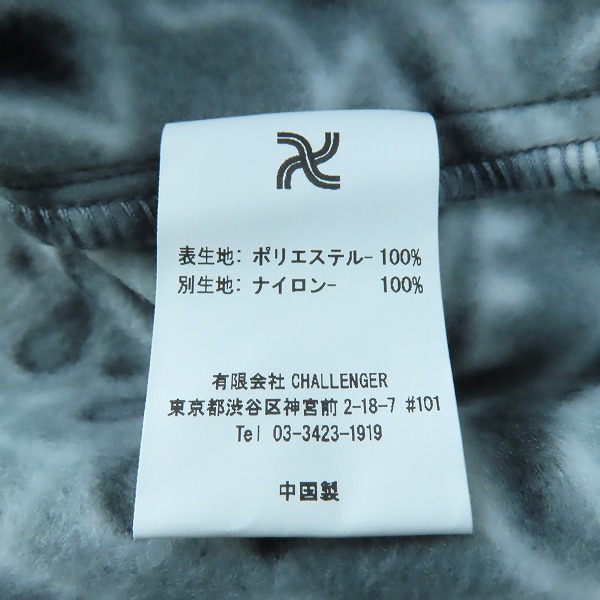 表生地: ポリエステル- 100%
別生地: ナイロン- 100%
有限会社 CHALLENGER
東京都渋谷区神宮前 2-18-7 #101
Tel 03-3423-1919
中国製